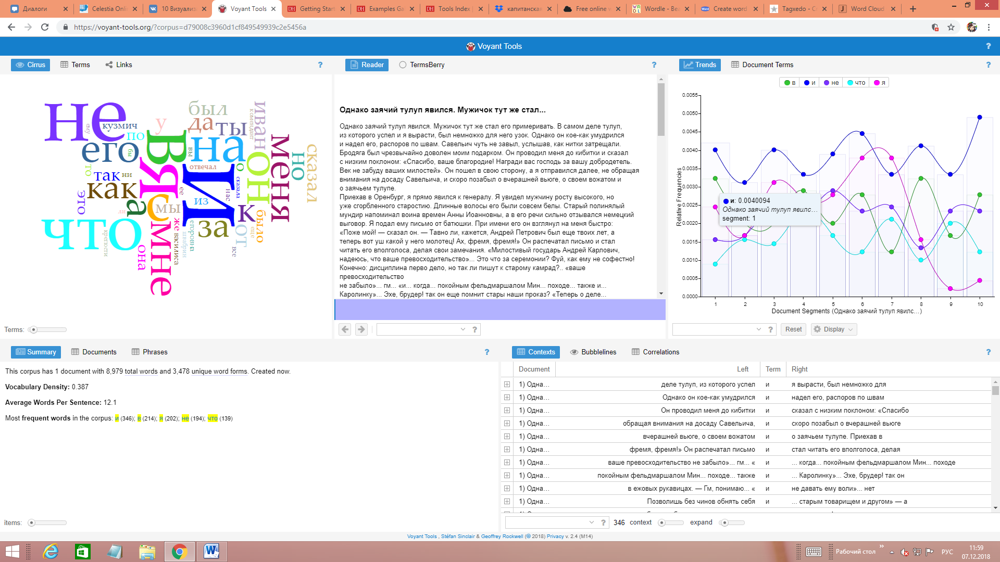 Диалоги
Celestia Onli
10 Визуализ
Voyant Tools
Getting Start
Examples Ga
Tools Index |
капитанская
Free online w
Wordle - Bea
Create word
Tagxedo - C
Word Cloud
https://voyant-tools.org/?corpus=d79008c3960d1cf849549939c2e5456a
Voyant Tools
?
Cirrus
Terms
Links
?
не
кузмич
ему
по
у
был
да
ты
иван
комендант
его
бы
в
вы
на
он
меня
но
сказал
то
так
ни
как
я
отвечал
о
и
сказала
это
а
с
ее
мы
из
нас
к
ли
что
за
было
от
еще
крепости
она
мне
же
василиса
швабрин
егоровна
все
Terms:
Reader
TermsBerry
?
Однако заячий тулуп явился. Мужичок тут же стал...
Однако заячий тулуп явился. Мужичок тут же стал его примеривать. В самом деле тулуп,
из которого успел и я вырасти, был немножко для него узок. Однако он кое-как умудрился
и надел его, распоров по швам. Савельич чуть не завыл, услышав, как нитки затрещали.
Бродяга был чрезвычайно доволен моим подарком. Он проводил меня до кибитки и сказал
с низким поклоном: «Спасибо, ваше благородие! Награди вас господь за вашу добродетель.
Век не забуду ваших милостей». Он пошел в свою сторону, а я отправился далее, не обращая
внимания на досаду Савельича, и скоро позабыл о вчерашней вьюге, о своем вожатом и
о заячьем тулупе.
Приехав в Оренбург, я прямо явился к генералу. Я увидел мужчину росту высокого, но
уже сгорбленного старостию. Длинные волосы его были совсем белы. Старый полинялый
мундир напоминал воина времен Анны Иоанновны, а в его речи сильно отзывался немецкий
выговор. Я подал ему письмо от батюшки. При имени его он взглянул на меня быстро:
«Поже мой! — сказал он. — Тавно ли, кажется, Андрей Петрович был еще твоих лет, а
теперь вот уш какой у него молотец! Ах, фремя, фремя!» Он распечатал письмо и стал
читать его вполголоса, делая свои замечания. «Милостивый государь Андрей Карлович,
надеюсь, что ваше превосходительство»... Это что за серемонии? Фуй, как ему не софестно!
Конечно: дисциплина перво дело, но так ли пишут к старому камрад?.. «ваше
превосходительство
не забыло»... гм... «и... когда... покойным фельдмаршалом Мин... походе... также и...
Каролинку»... Эхе, брудер! так он еще помнит стары наши проказ? «Теперь о деле...
?
Trends
Document Terms
?
в
и
не
что
я
Relative Frequencies
0.0055
0.0050
0.0045
0.0040
0.0035
0.0030
0.0025
0.0020
0.0015
0.0010
0.0005
0.0000
и: 0.0040094
Однако заячий тулуп явилс...
segment: 1
1 2 3 4 5 6 7 8 9 10
Document Segments (Однако заячий тулуп явилс...)
?
Reset
Display
Summary
Documents
Phrases
?
This corpus has 1 document with 8,979 total words and 3,478 unique word forms. Created now.
Vocabulary Density: 0.387
Average Words Per Sentence: 12.1
Most frequent words in the corpus: и (346); в (214); я (202); не (194); что (139)
items:
Contexts
Bubblelines
Correlations
?
Document Left Term Right
1) Одна... деле тулуп, из которого успел и я вырасти, был немножко для
1) Одна... Однако он кое-как умудрился и надел его, распоров по швам
1) Одна... Он проводил меня до кибитки и сказал с низким поклоном: «Спасибо
1) Одна... обращая внимания на досаду Савельича, и скоро позабыл о вчерашней вьюге
1) Одна... вчерашней вьюге, о своем вожатом и о заячьем тулупе. Приехав в
1) Одна... фремя, фремя!» Он распечатал письмо и стал читать его вполголоса, делая
1) Одна... ваше превосходительство не забыло»... гм... « и ... когда... покойным фельдмаршалом Мин... походе
1) Одна... покойным фельдмаршалом Мин... походе... также и ... Каролинку»... Эхе, брудер! так он
1) Одна... в ежовых рукавицах. — Гм, понимаю... « и не давать ему воли»... нет
1) Одна... Позволишь без чинов обнять себя и ... старым товарищем и другом» — а
? 346 context expand
Voyant Tools , Stéfan Sinclair & Geoffrey Rockwell (© 2018) Privacy v. 2.4 (M14)
Рабочий стол
»
РУС
11:59
07.12.2018